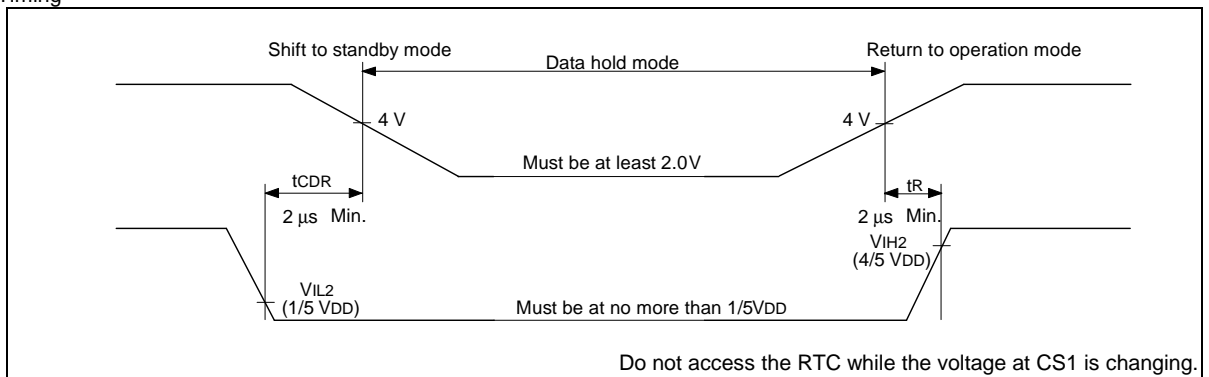 Shift to standby mode
Return to operation mode
Data hold mode
4 V
4 V
Must be at least 2.0V
tCDR
tR
2 µs Min.
2 µs Min.
VIH2
(4/5 VDD)
VIL2
(1/5 VDD)
Must be at no more than 1/5VDD
Do not access the RTC while the voltage at CS1 is changing.